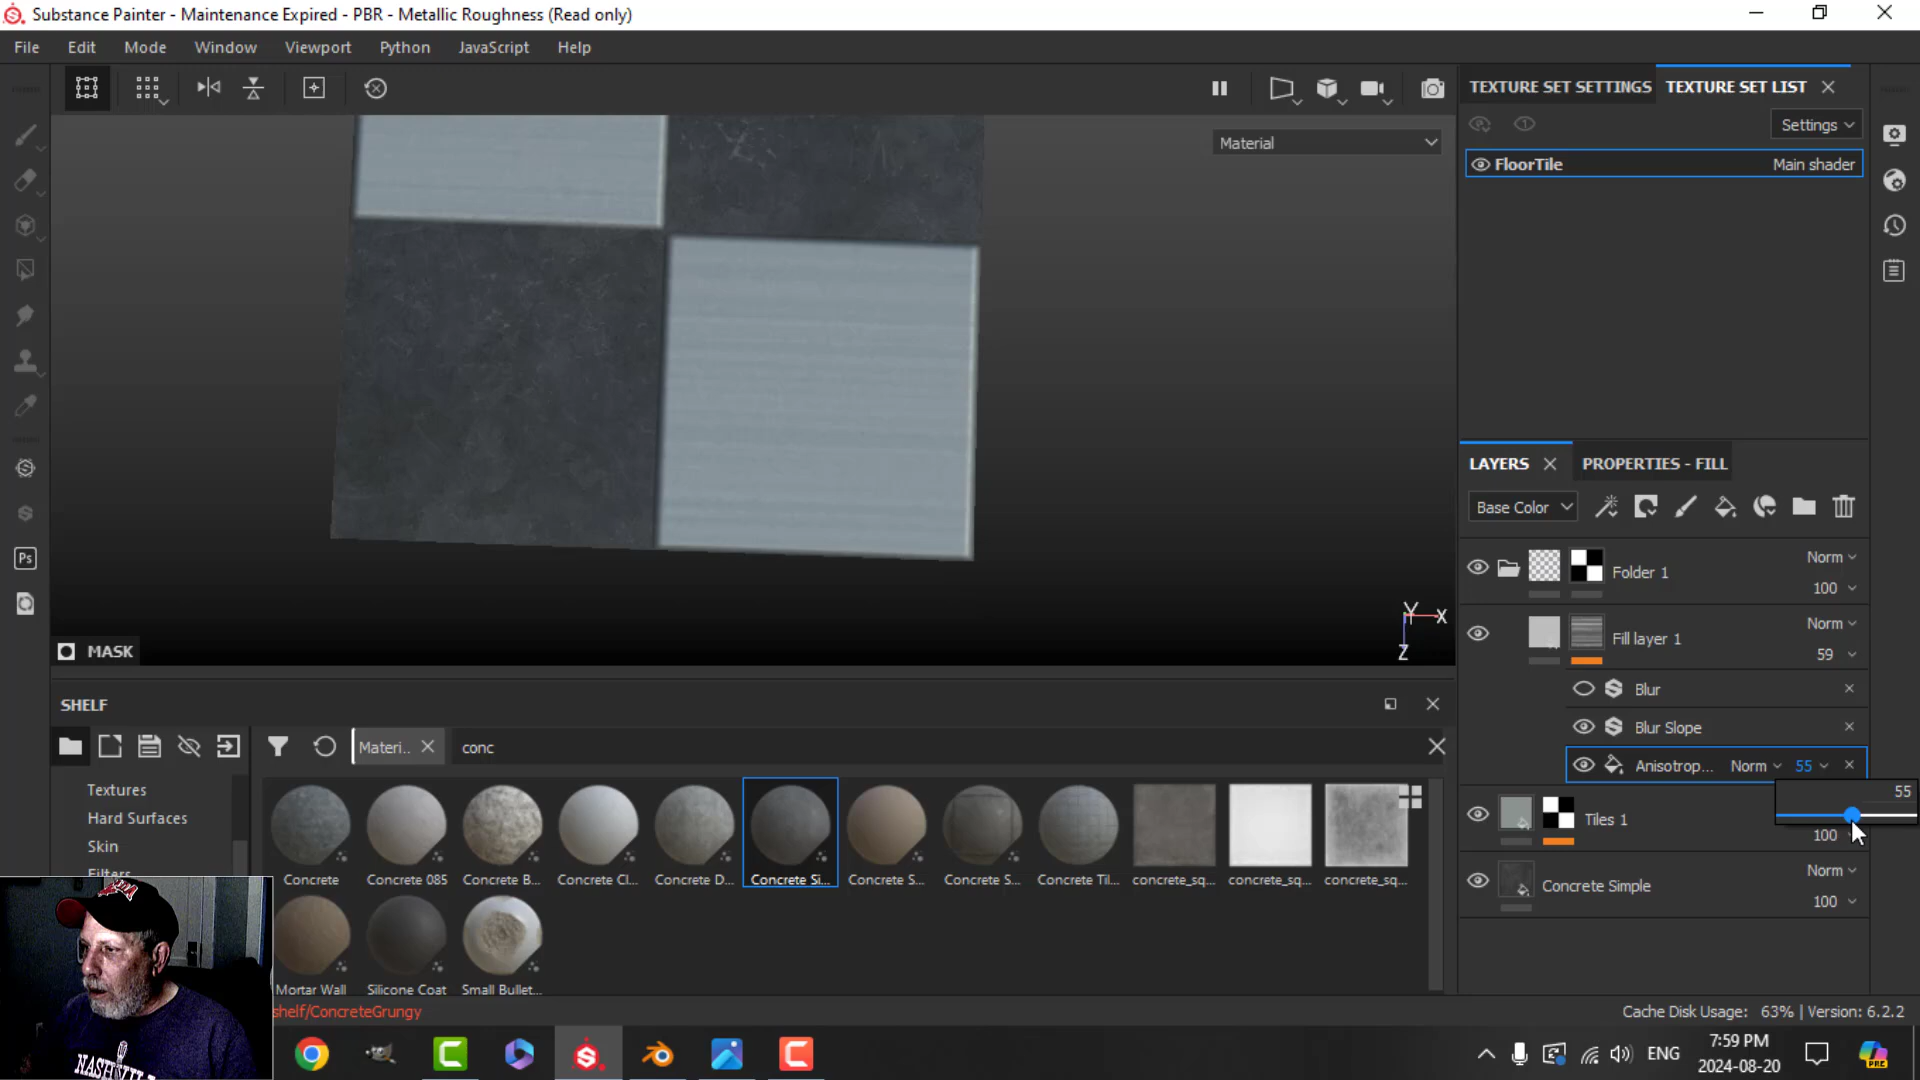 Substance Painter - Maintenance Expired - PBR - Metallic Roughness (Read only)
File Edit Mode Window Viewport Python JavaScript Help
TEXTURE SET SETTINGS TEXTURE SET LIST
Settings
Material
FloorTile Main shader
LAYERS PROPERTIES - FILL
Base Color
Folder 1 Norm
100
Fill layer 1 Norm
59
Blur
Blur Slope
Anisotrop... Norm 55
55
Tiles 1
100
Concrete Simple Norm
100
Y X
Z
MASK
SHELF
Materi.. conc
Textures
Hard Surfaces
Skin
Concrete Concrete 085 Concrete B... Concrete Cl... Concrete D... Concrete Si... Concrete S... Concrete S... Concrete Til... concrete_sq... concrete_sq... concrete_sq...
Mortar Wall Silicone Coat Small Bullet...
shelf/ConcreteGrungy
Cache Disk Usage: 63% | Version: 6.2.2
Ps
ENG
7:59 PM
2024-08-20
NASHVILLE